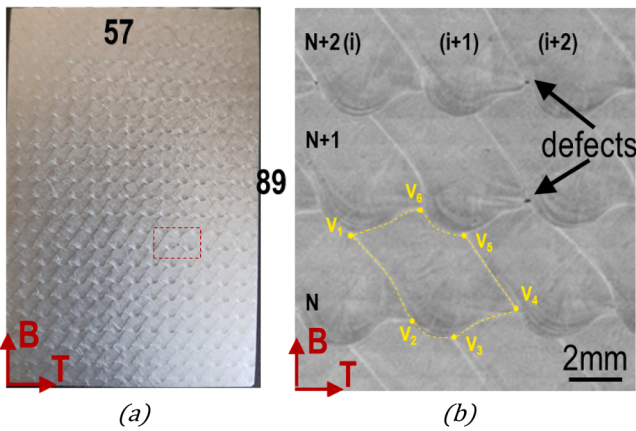 57
89
B
T
(a)
N+2 (i) (i+1) (i+2)
N+1
defects
V1 V6 V5
N
V2 V3 V4
B
T
2mm
(b)